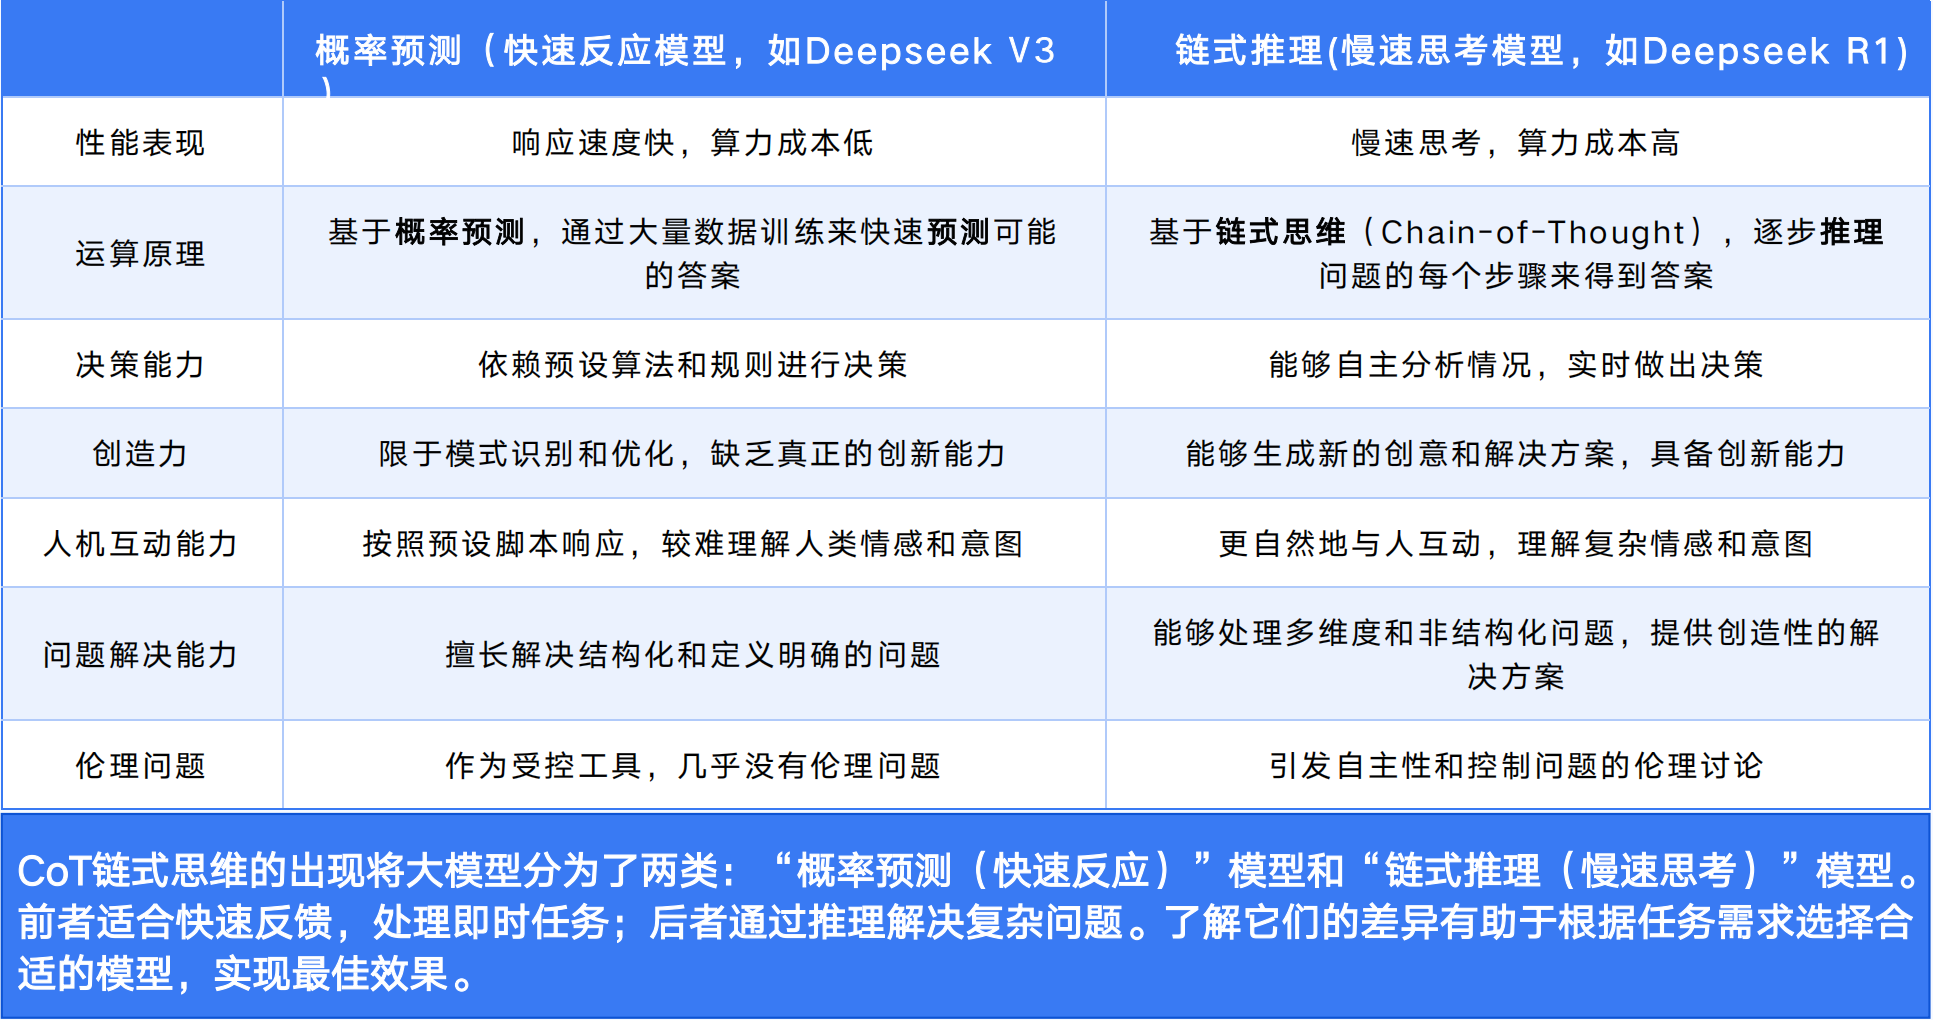 概率预测（快速反应模型，如Deepseek V3
）
链式推理(慢速思考模型，如Deepseek R1)
性能表现
响应速度快，算力成本低
慢速思考，算力成本高
运算原理
基于概率预测，通过大量数据训练来快速预测可能
的答案
基于链式思维（Chain-of-Thought），逐步推理
问题的每个步骤来得到答案
决策能力
依赖预设算法和规则进行决策
能够自主分析情况，实时做出决策
创造力
限于模式识别和优化，缺乏真正的创新能力
能够生成新的创意和解决方案，具备创新能力
人机互动能力
按照预设脚本响应，较难理解人类情感和意图
更自然地与人互动，理解复杂情感和意图
问题解决能力
擅长解决结构化和定义明确的问题
能够处理多维度和非结构化问题，提供创造性的解
决方案
伦理问题
作为受控工具，几乎没有伦理问题
引发自主性和控制问题的伦理讨论
CoT链式思维的出现将大模型分为了两类：“概率预测（快速反应）”模型和“链式推理（慢速思考）”模型。
前者适合快速反馈，处理即时任务；后者通过推理解决复杂问题。了解它们的差异有助于根据任务需求选择合
适的模型，实现最佳效果。